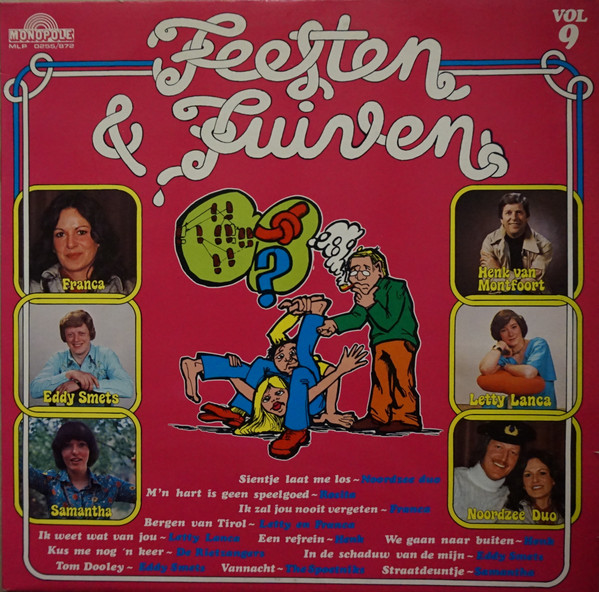 MONOPOLE
MLP 0255/872
VOL
9
Feesten
& Fuiven
Franca
Henk van
Montfoort
Eddy Smets
Letty Lanca
Samantha
Noordzee Duo
Sientje laat me los ~ Noordzee duo
M'n hart is geen speelgoed ~
Ik zal jou nooit vergeten ~ Franca
Bergen van Tirol ~ Letty en
Ik weet wat van jou ~ Letty Lanca Een refrein ~ Henk We gaan naar buiten ~ Henk
Kus me nog 'n keer ~ De In de schaduw van de mijn ~ Eddy Smets
Tom Dooley ~ Eddy Smets Vannacht ~ The Straatdeuntje ~ Samantha